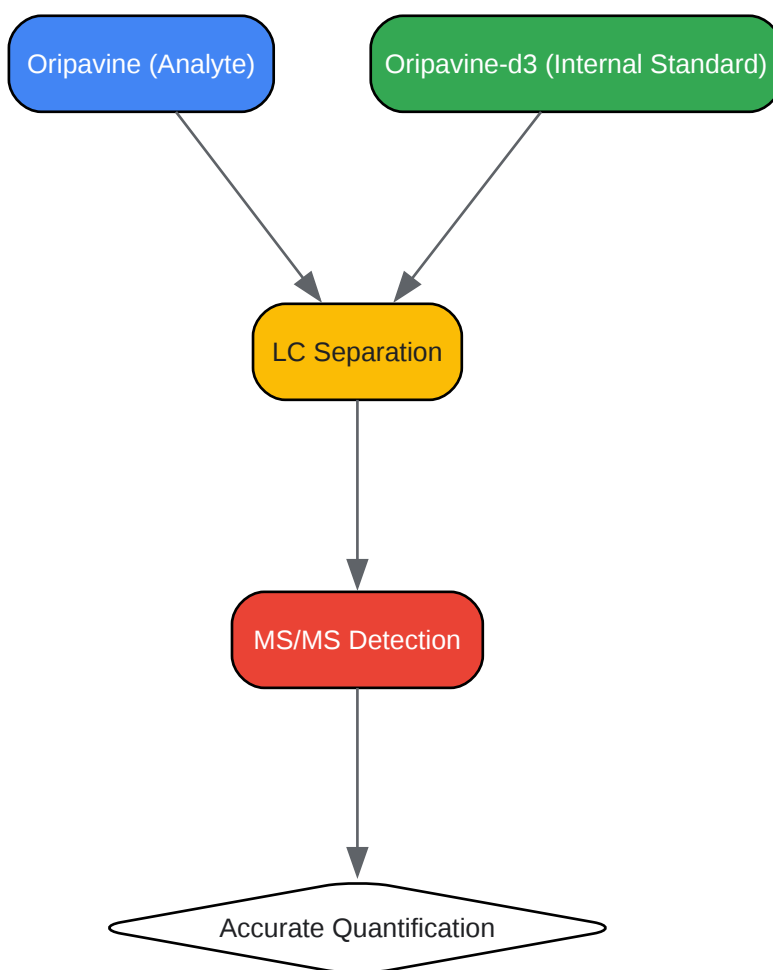 Oripavine (Analyte)
Oripavine-d3 (Internal Standard)
LC Separation
MS/MS Detection
Accurate Quantification